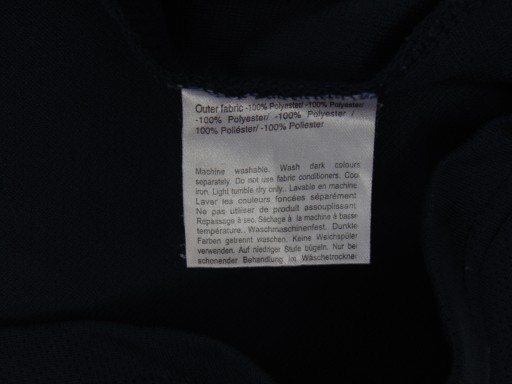 Outer fabric -100% Polyester/ -100% Polyester/
-100% Polyester/ -100% Polyester /
100% Poliéster/ -100% Poliester
Machine washable. Wash dark colours
separately. Do not use fabric conditioners. Cool
iron. Light tumble dry only.. Lavable en machine.
Laver les couleurs foncées séparément.
Ne pas utiliser de produit assouplissant.
Repassage à sec. Séchage à la machine à basse
température.. Waschmaschinenfest. Dunkle
Farben getrennt waschen. Keine Weichspüler
verwenden. Auf niedriger Stufe bügeln. Nur bei
schonender Behandlung im Wäschetrockner